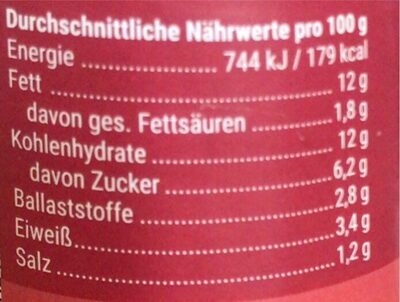 Durchschnittliche Nährwerte pro 100 g
Energie ........................ 744 kJ / 179 kcal
Fett ........................................ 12 g
davon ges. Fettsäuren ............ 1,8 g
Kohlenhydrate ........................ 12 g
davon Zucker ........................ 6,2 g
Ballaststoffe ........................ 2,8 g
Eiweiß ........................ 3,4 g
Salz ........................ 1,2 g